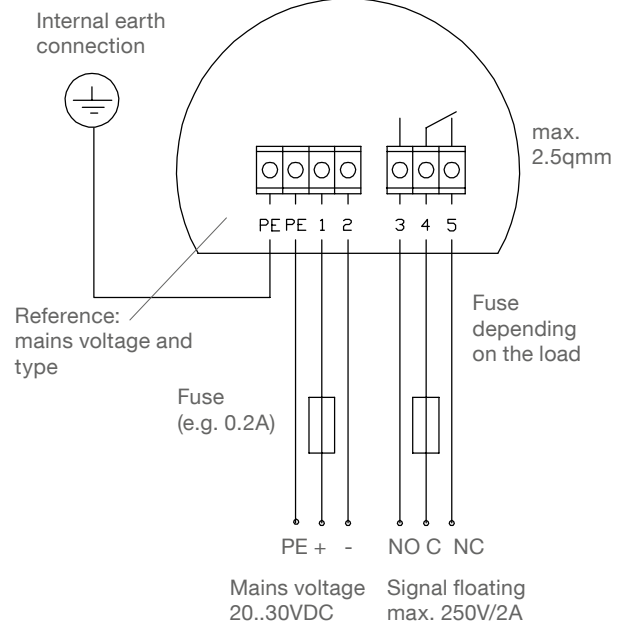 Internal earth
connection
max.
2.5qmm
PE PE 1 2 3 4 5
Reference:
mains voltage and
type
Fuse
depending
on the load
Fuse
(e.g. 0.2A)
PE + - NO C NC
Mains voltage
20..30VDC
Signal floating
max. 250V/2A